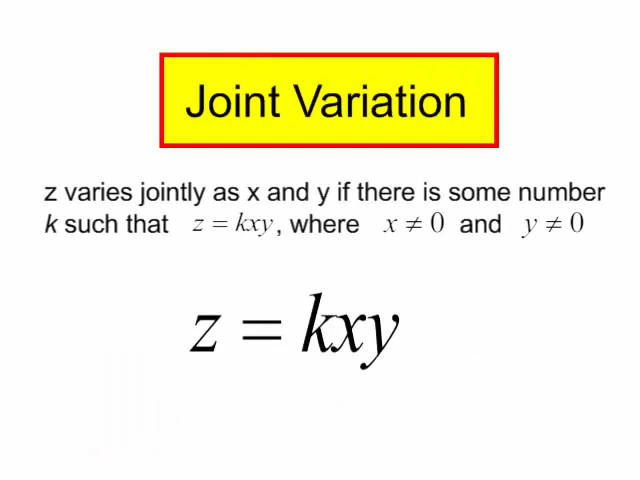 Joint Variation
z varies jointly as x and y if there is some number
k such that z = kxy, where x ≠ 0 and y ≠ 0
z = kxy